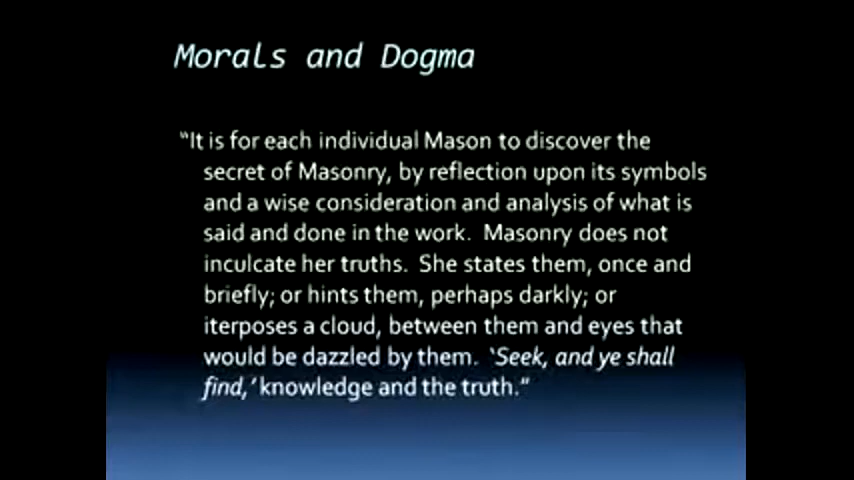 Morals and Dogma
“It is for each individual Mason to discover the
secret of Masonry, by reflection upon its symbols
and a wise consideration and analysis of what is
said and done in the work.  Masonry does not
inculcate her truths.  She states them, once and
briefly; or hints them, perhaps darkly; or
iterposes a cloud, between them and eyes that
would be dazzled by them.  ‘Seek, and ye shall
find,’ knowledge and the truth.”